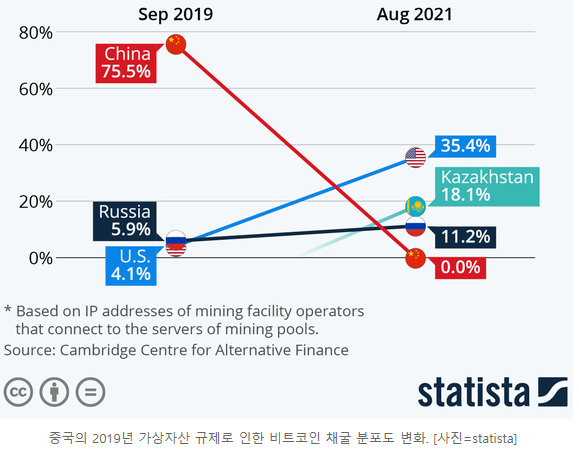 Sep 2019
Aug 2021
80%
60%
40%
20%
0%
China
75.5%
Russia
5.9%
U.S.
4.1%
35.4%
Kazakhstan
18.1%
11.2%
0.0%
* Based on IP addresses of mining facility operators
that connect to the servers of mining pools.
Source: Cambridge Centre for Alternative Finance
cc
statista
중국의 2019년 가상자산 규제로 인한 비트코인 채굴 분포도 변화. [사진=statista]